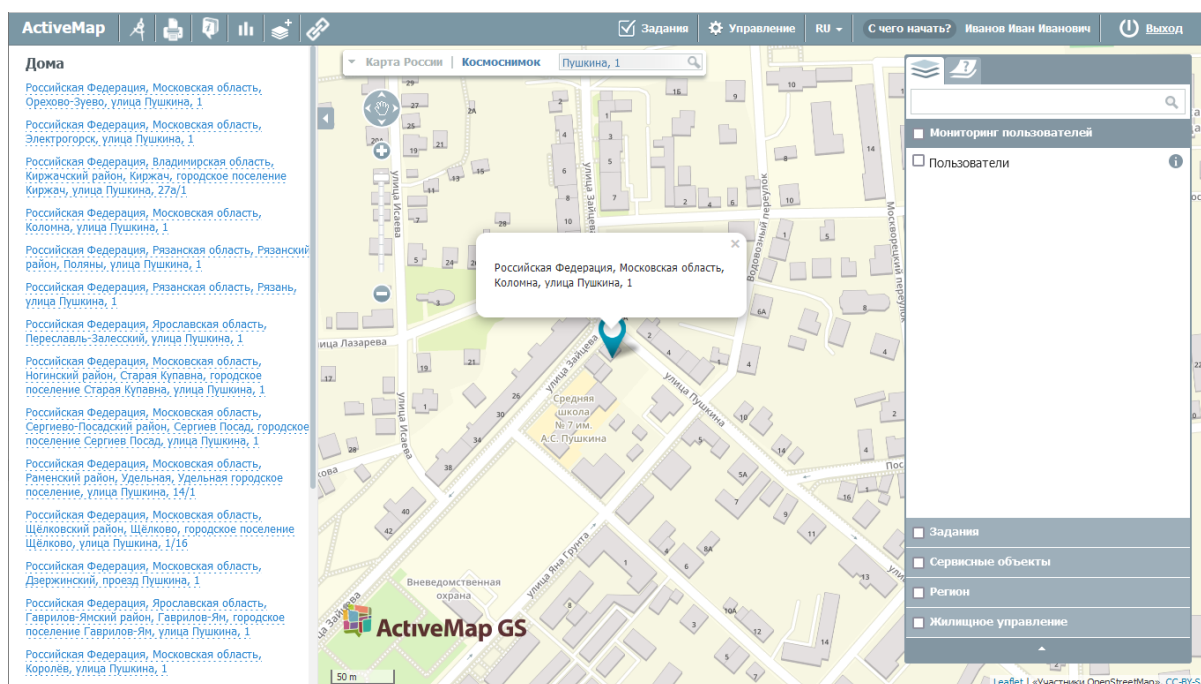 ActiveMap
Задания
Управление
RU
С чего начать?
Иванов Иван Иванович
Выход
Дома
Российская Федерация, Московская область,
Орехово-Зуево, улица Пушкина, 1
Российская Федерация, Московская область,
Электрогорск, улица Пушкина, 1
Российская Федерация, Владимирская область,
Киржачский район, Киржач, городское поселение
Киржач, улица Пушкина, 27а/1
Российская Федерация, Московская область,
Коломна, улица Пушкина, 1
Российская Федерация, Рязанская область, Рязанский
район, Поляны, улица Пушкина, 1
Российская Федерация, Рязанская область, Рязань,
улица Пушкина, 1
Российская Федерация, Ярославская область,
Переславль-Залесский, улица Пушкина, 1
Российская Федерация, Московская область,
Ногинский район, Старая Купавна, городское
поселение Старая Купавна, улица Пушкина, 1
Российская Федерация, Московская область,
Сергиево-Посадский район, Сергиев Посад, городское
поселение Сергиев Посад, улица Пушкина, 1
Российская Федерация, Московская область,
Раменский район, Удельная, Удельная городское
поселение, улица Пушкина, 14/1
Российская Федерация, Московская область,
Щёлковский район, Щёлково, городское поселение
Щёлково, улица Пушкина, 1/16
Российская Федерация, Московская область,
Дзержинский, проезд Пушкина, 1
Российская Федерация, Ярославская область,
Гаврилов-Ямский район, Гаврилов-Ям, городское
поселение Гаврилов-Ям, улица Пушкина, 1
Российская Федерация, Московская область,
Королёв, улица Пушкина, 1
Карта России | Космоснимок
Пушкина, 1
Российская Федерация, Московская область,
Коломна, улица Пушкина, 1
улица Исаева
улица Зайцева
Водовозный переулок
Москворецкий переулок
улица Лазарева
улица Зайцева
улица Пушкина
Средняя
школа
№ 7 им.
А.С. Пушкина
улица Исаева
улица Яна Грунта
Вневедомственная
охрана
ActiveMap GS
50 m
Мониторинг пользователей
Пользователи
Задания
Сервисные объекты
Регион
Жилищное управление
Leaflet | «Участники OpenStreetMap», CC-BY-S